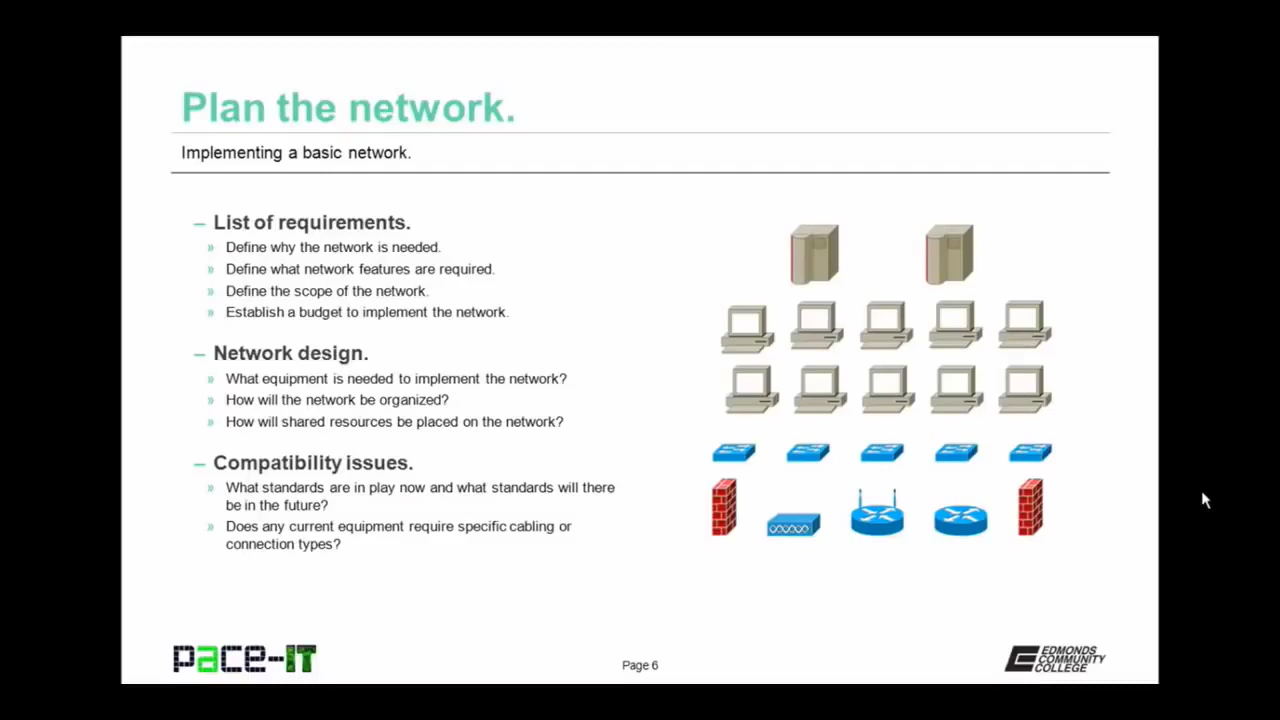 Plan the network.
Implementing a basic network.
– List of requirements.
» Define why the network is needed.
» Define what network features are required.
» Define the scope of the network.
» Establish a budget to implement the network.
– Network design.
» What equipment is needed to implement the network?
» How will the network be organized?
» How will shared resources be placed on the network?
– Compatibility issues.
» What standards are in play now and what standards will there
be in the future?
» Does any current equipment require specific cabling or
connection types?
pace-IT
Page 6
EDMONDS
COMMUNITY
COLLEGE